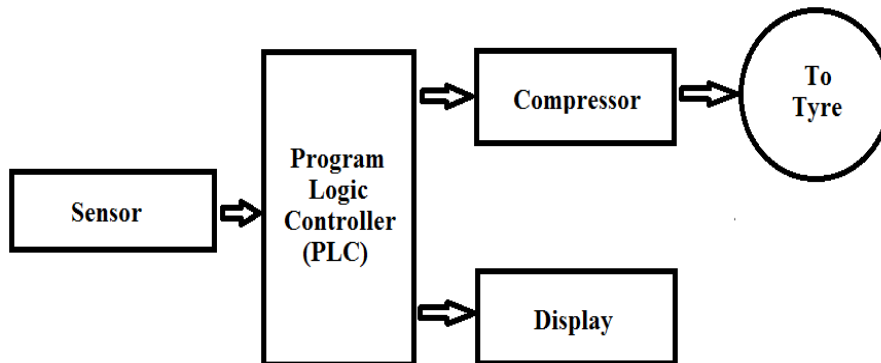 Sensor
Program
Logic
Controller
(PLC)
Compressor
To
Tyre
Display